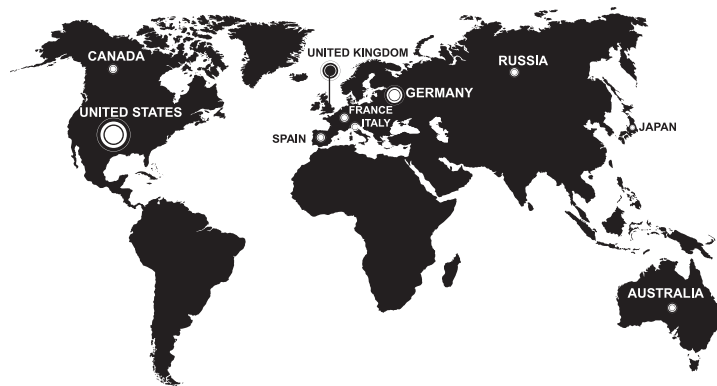 CANADA
UNITED STATES
UNITED KINGDOM
FRANCE
ITALY
SPAIN
GERMANY
RUSSIA
JAPAN
AUSTRALIA